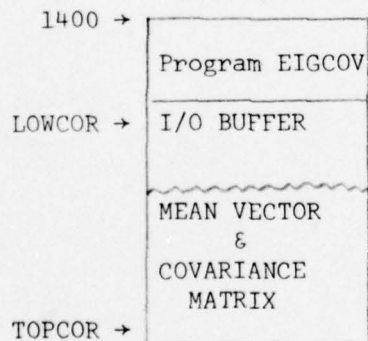 1400 →
Program EIGCOV
LOWCOR → I/O BUFFER
MEAN VECTOR
&
COVARIANCE
MATRIX
TOPCOR →